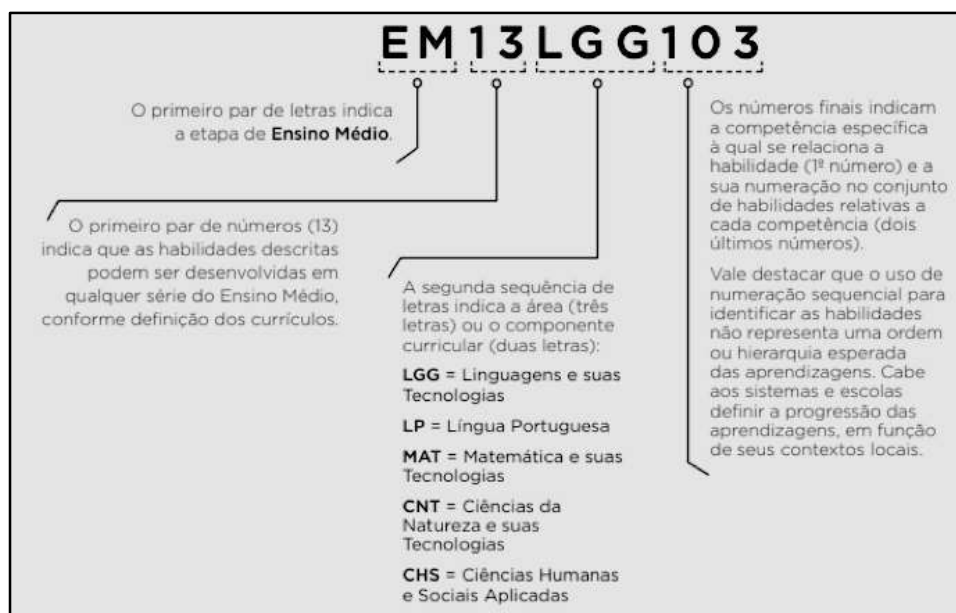 EM13LGG103
O primeiro par de letras indica
a etapa de Ensino Médio.
O primeiro par de números (13)
indica que as habilidades descritas
podem ser desenvolvidas em
qualquer série do Ensino Médio,
conforme definição dos currículos.
A segunda sequência de
letras indica a área (três
letras) ou o componente
curricular (duas letras):
LGG = Linguagens e suas
Tecnologias
LP = Língua Portuguesa
MAT = Matemática e suas
Tecnologias
CNT = Ciências da
Natureza e suas
Tecnologias
CHS = Ciências Humanas
e Sociais Aplicadas
Os números finais indicam
a competência específica
à qual se relaciona a
habilidade (1º número) e a
sua numeração no conjunto
de habilidades relativas a
cada competência (dois
últimos números).
Vale destacar que o uso de
numeração sequencial para
identificar as habilidades
não representa uma ordem
ou hierarquia esperada
das aprendizagens. Cabe
aos sistemas e escolas
definir a progressão das
aprendizagens, em função
de seus contextos locais.